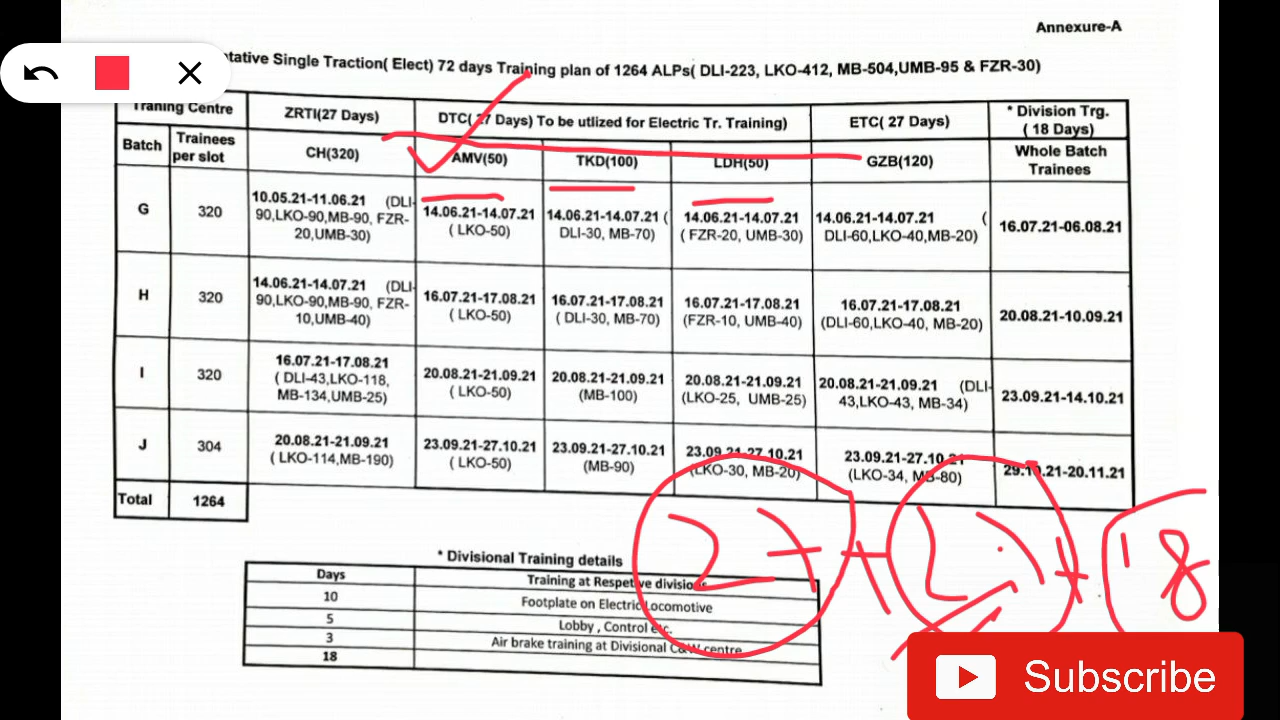 Annexure-A
tative Single Traction( Elect) 72 days Training plan of 1264 ALPs( DLI-223, LKO-412, MB-504,UMB-95 & FZR-30)
Traning Centre
ZRTI(27 Days)
DTC( 27 Days) To be utlized for Electric Tr. Training)
ETC( 27 Days)
* Division Trg.
( 18 Days)
Batch
Trainees
per slot
CH(320)
AMV(50)
TKD(100)
LDH(50)
GZB(120)
Whole Batch
Trainees
G
320
10.05.21-11.06.21 (DLI-
90,LKO-90,MB-90, FZR-
20,UMB-30)
14.06.21-14.07.21
( LKO-50)
14.06.21-14.07.21 (
DLI-30, MB-70)
14.06.21-14.07.21
( FZR-20, UMB-30)
14.06.21-14.07.21 (
DLI-60,LKO-40,MB-20)
16.07.21-06.08.21
H
320
14.06.21-14.07.21 (DLI-
90,LKO-90,MB-90, FZR-
10,UMB-40)
16.07.21-17.08.21
( LKO-50)
16.07.21-17.08.21
( DLI-30, MB-70)
16.07.21-17.08.21
(FZR-10, UMB-40)
16.07.21-17.08.21
(DLI-60,LKO-40, MB-20)
20.08.21-10.09.21
I
320
16.07.21-17.08.21
( DLI-43,LKO-118,
MB-134,UMB-25)
20.08.21-21.09.21
( LKO-50)
20.08.21-21.09.21
(MB-100)
20.08.21-21.09.21
(LKO-25, UMB-25)
20.08.21-21.09.21 (DLI-
43,LKO-43, MB-34)
23.09.21-14.10.21
J
304
20.08.21-21.09.21
( LKO-114,MB-190)
23.09.21-27.10.21
( LKO-50)
23.09.21-27.10.21
(MB-90)
23.09.21-27.10.21
(LKO-30, MB-20)
23.09.21-27.10.21
(LKO-34, MB-80)
29.10.21-20.11.21
Total
1264
27 + 27 + 18
* Divisional Training details
Days
Training at Respetive divisions
10
Footplate on Electric Locomotive
5
Lobby , Control etc.
3
Air brake training at Divisional C&W centre
18
Subscribe